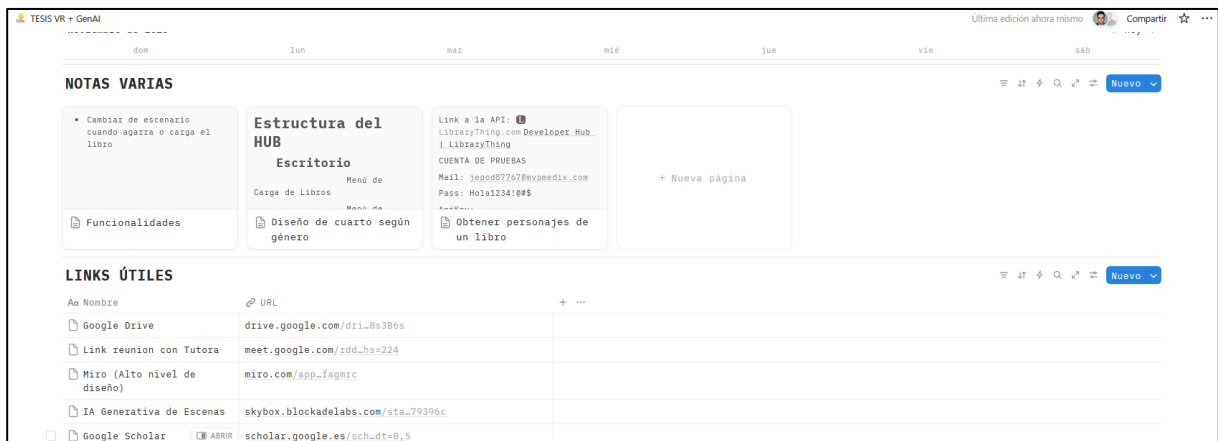 TESIS VR + GenAI
Última edición ahora mismo
Compartir
dom lun mar mié jue vie sáb
NOTAS VARIAS
Nuevo
• Cambiar de escenario
cuando agarra o carga el
libro
Funcionalidades
Estructura del
HUB
Escritorio
Menú de
Carga de Libros
Menú de
Diseño de cuarto según
género
Link a la API:
LibraryThing.com Developer Hub
| LibraryThing
CUENTA DE PRUEBAS
Mail: jepod87767@mvpmedix.com
Pass: Hola1234!@#$
Obtener personajes de
un libro
+ Nueva página
LINKS ÚTILES
Nuevo
Aa Nombre URL
Google Drive drive.google.com/dri…0s3B6s
Link reunion con Tutora meet.google.com/rdd…hs=224
Miro (Alto nivel de
diseño) miro.com/app…fagmrc
IA Generativa de Escenas skybox.blockadelabs.com/sta…79396c
Google Scholar ABRIR scholar.google.es/sch…dt=0,5